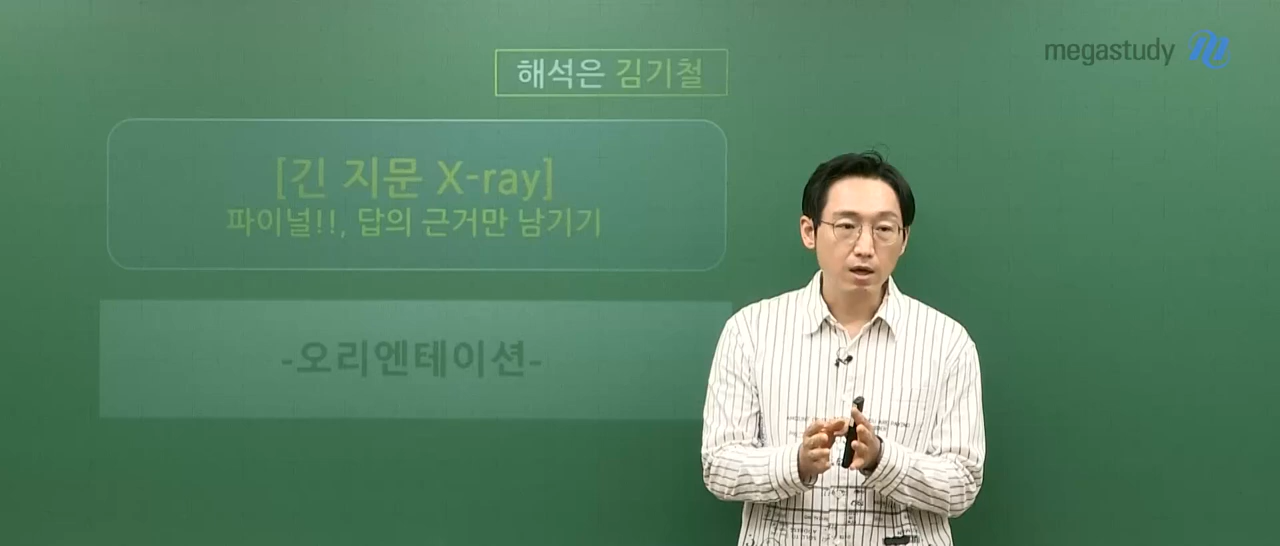 megastudy
해석은 김기철
[긴 지문 X-ray]
파이널!!, 답의 근거만 남기기
-오리엔테이션-